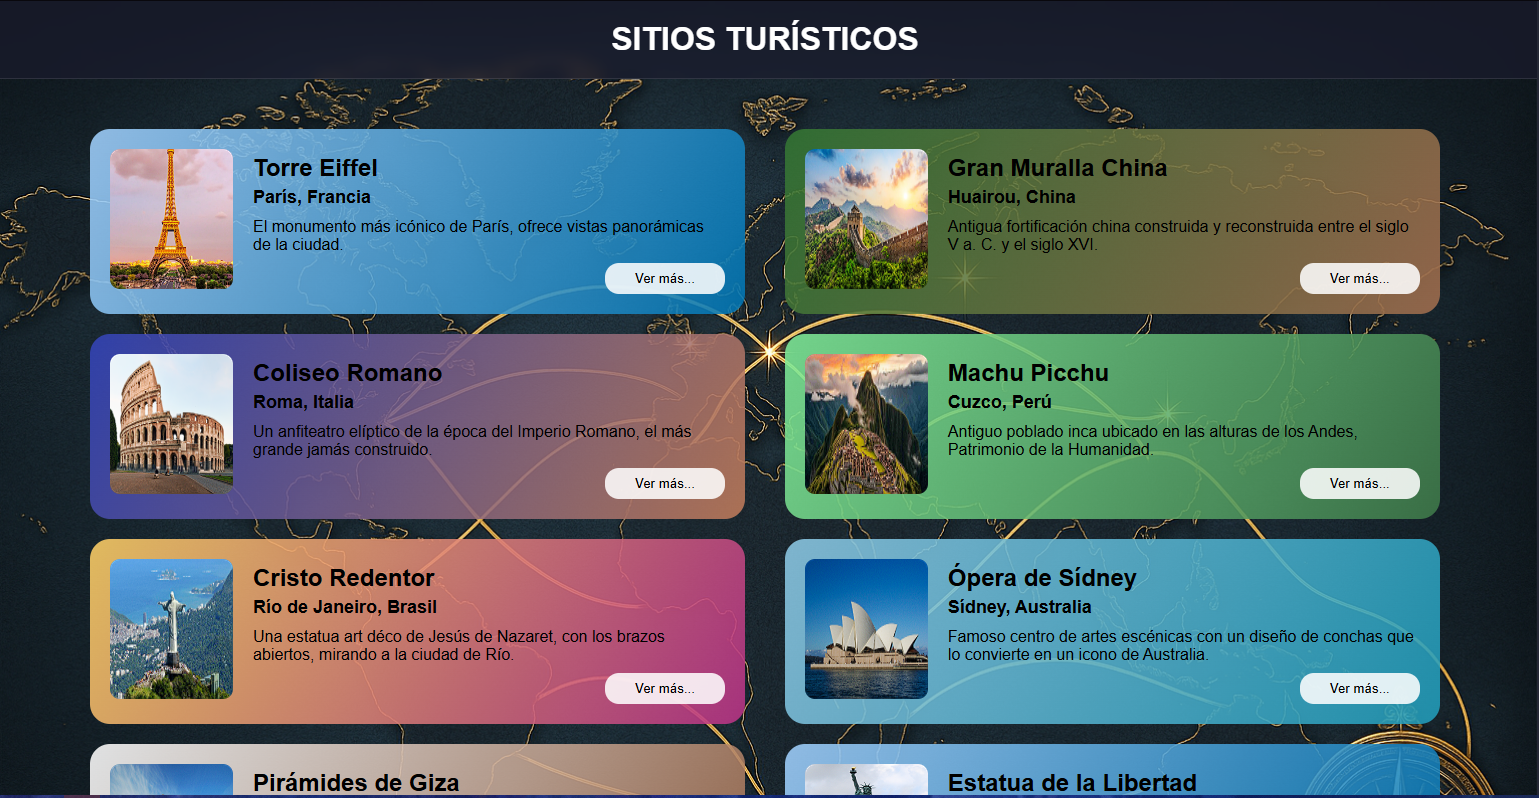 SITIOS TURÍSTICOS
Torre Eiffel
París, Francia
El monumento más icónico de París, ofrece vistas panorámicas
de la ciudad.
Ver más...
Gran Muralla China
Huairou, China
Antigua fortificación china construida y reconstruida entre el siglo
V a. C. y el siglo XVI.
Ver más...
Coliseo Romano
Roma, Italia
Un anfiteatro elíptico de la época del Imperio Romano, el más
grande jamás construido.
Ver más...
Machu Picchu
Cuzco, Perú
Antiguo poblado inca ubicado en las alturas de los Andes,
Patrimonio de la Humanidad.
Ver más...
Cristo Redentor
Río de Janeiro, Brasil
Una estatua art déco de Jesús de Nazaret, con los brazos
abiertos, mirando a la ciudad de Río.
Ver más...
Ópera de Sídney
Sídney, Australia
Famoso centro de artes escénicas con un diseño de conchas que
lo convierte en un icono de Australia.
Ver más...
Pirámides de Giza
Estatua de la Libertad